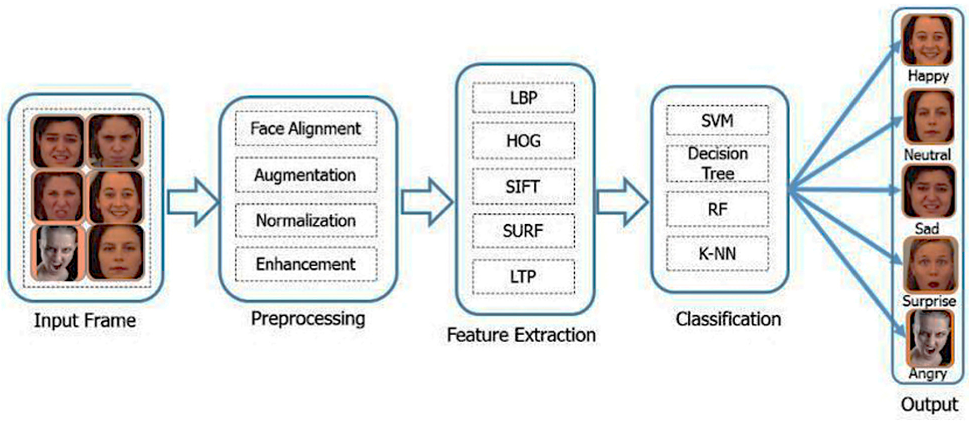 Input Frame
Face Alignment
Augmentation
Normalization
Enhancement
Preprocessing
LBP
HOG
SIFT
SURF
LTP
Feature Extraction
SVM
Decision
Tree
RF
K-NN
Classification
Happy
Neutral
Sad
Surprise
Angry
Output